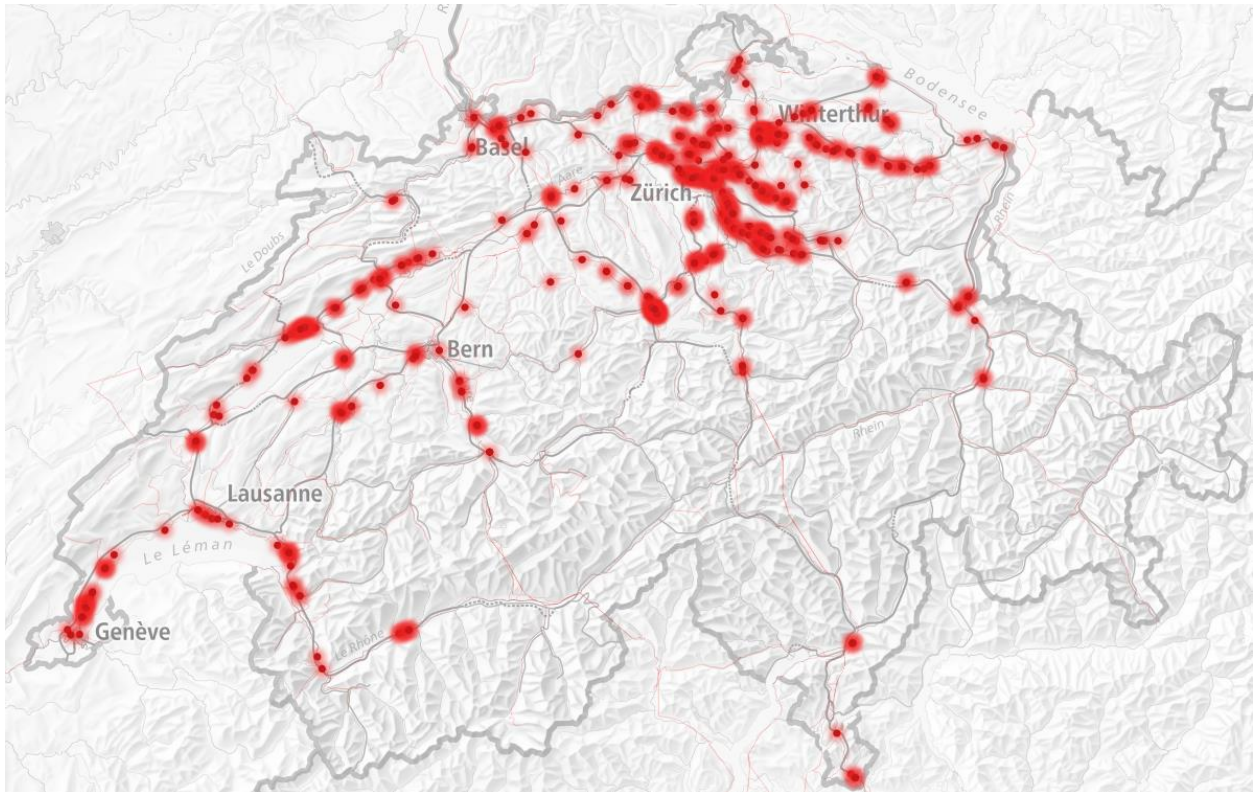 Bodensee
Winterthur
Basel
Aare
Zürich
Rhein
Le Doubs
Bern
Rhein
Lausanne
Le Léman
Genève
Le Rhône